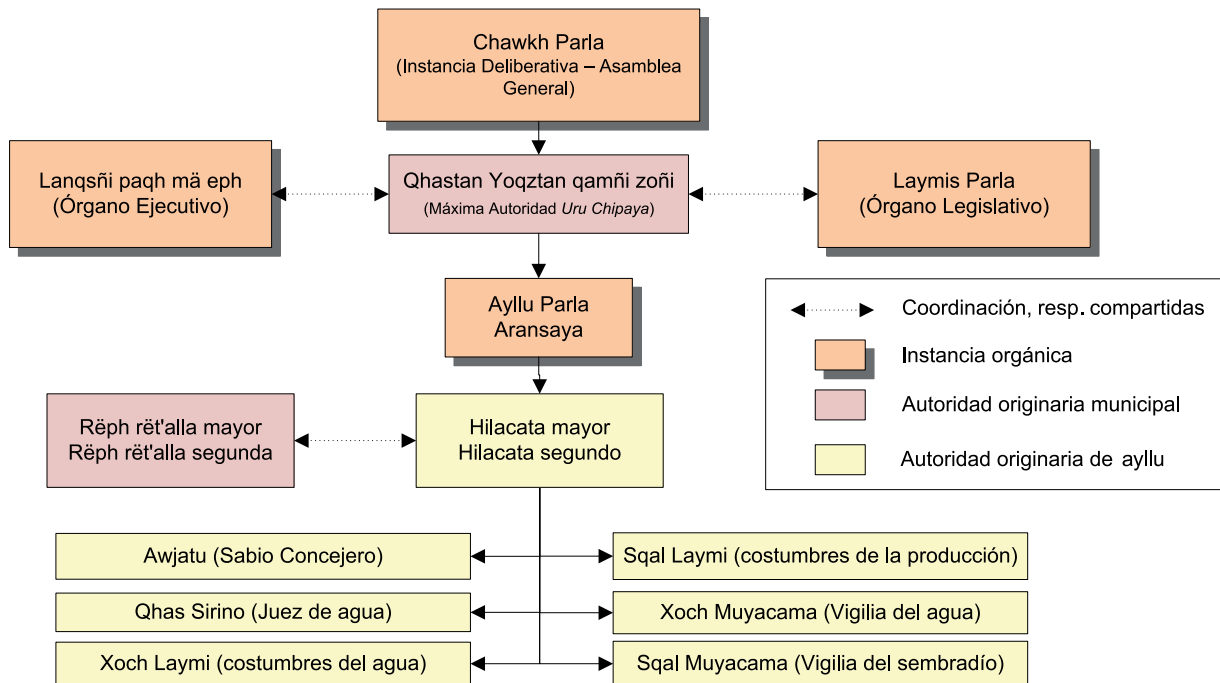 Chawkh Parla
(Instancia Deliberativa – Asamblea
General)
Lanqsñi paqh mä eph
(Órgano Ejecutivo)
Qhastan Yoqztan qamñi zoñi
(Máxima Autoridad Uru Chipaya)
Laymis Parla
(Órgano Legislativo)
Ayllu Parla
Aransaya
Coordinación, resp. compartidas
Instancia orgánica
Autoridad originaria municipal
Autoridad originaria de ayllu
Rëph rët'alla mayor
Rëph rët'alla segunda
Hilacata mayor
Hilacata segundo
Awjatu (Sabio Concejero)
Sqal Laymi (costumbres de la producción)
Qhas Sirino (Juez de agua)
Xoch Muyacama (Vigilia del agua)
Xoch Laymi (costumbres del agua)
Sqal Muyacama (Vigilia del sembradío)